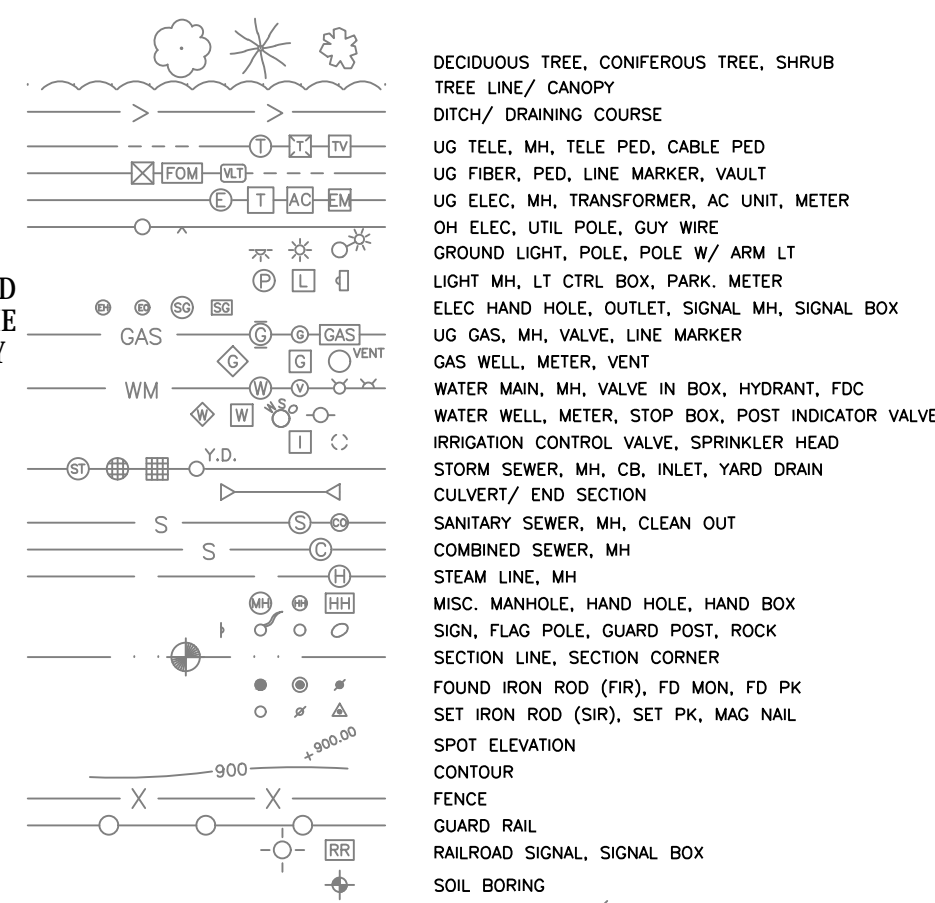 DECIDUOUS TREE, CONIFEROUS TREE, SHRUB
TREE LINE/ CANOPY
> > DITCH/ DRAINING COURSE
T T TV UG TELE, MH, TELE PED, CABLE PED
FOM VLT UG FIBER, PED, LINE MARKER, VAULT
E T AC EM UG ELEC, MH, TRANSFORMER, AC UNIT, METER
OH ELEC, UTIL POLE, GUY WIRE
GROUND LIGHT, POLE, POLE W/ ARM LT
D P L LIGHT MH, LT CTRL BOX, PARK. METER
E EH EO SG SG ELEC HAND HOLE, OUTLET, SIGNAL MH, SIGNAL BOX
GAS G G GAS UG GAS, MH, VALVE, LINE MARKER
Y G G VENT GAS WELL, METER, VENT
WM W V WATER MAIN, MH, VALVE IN BOX, HYDRANT, FDC
W W WSO WATER WELL, METER, STOP BOX, POST INDICATOR VALVE
I IRRIGATION CONTROL VALVE, SPRINKLER HEAD
ST Y.D. STORM SEWER, MH, CB, INLET, YARD DRAIN
CULVERT/ END SECTION
S S CO SANITARY SEWER, MH, CLEAN OUT
S C COMBINED SEWER, MH
H STEAM LINE, MH
MH HH HH MISC. MANHOLE, HAND HOLE, HAND BOX
SIGN, FLAG POLE, GUARD POST, ROCK
SECTION LINE, SECTION CORNER
FOUND IRON ROD (FIR), FD MON, FD PK
SET IRON ROD (SIR), SET PK, MAG NAIL
+900.00 SPOT ELEVATION
900 CONTOUR
X X FENCE
GUARD RAIL
RR RAILROAD SIGNAL, SIGNAL BOX
SOIL BORING